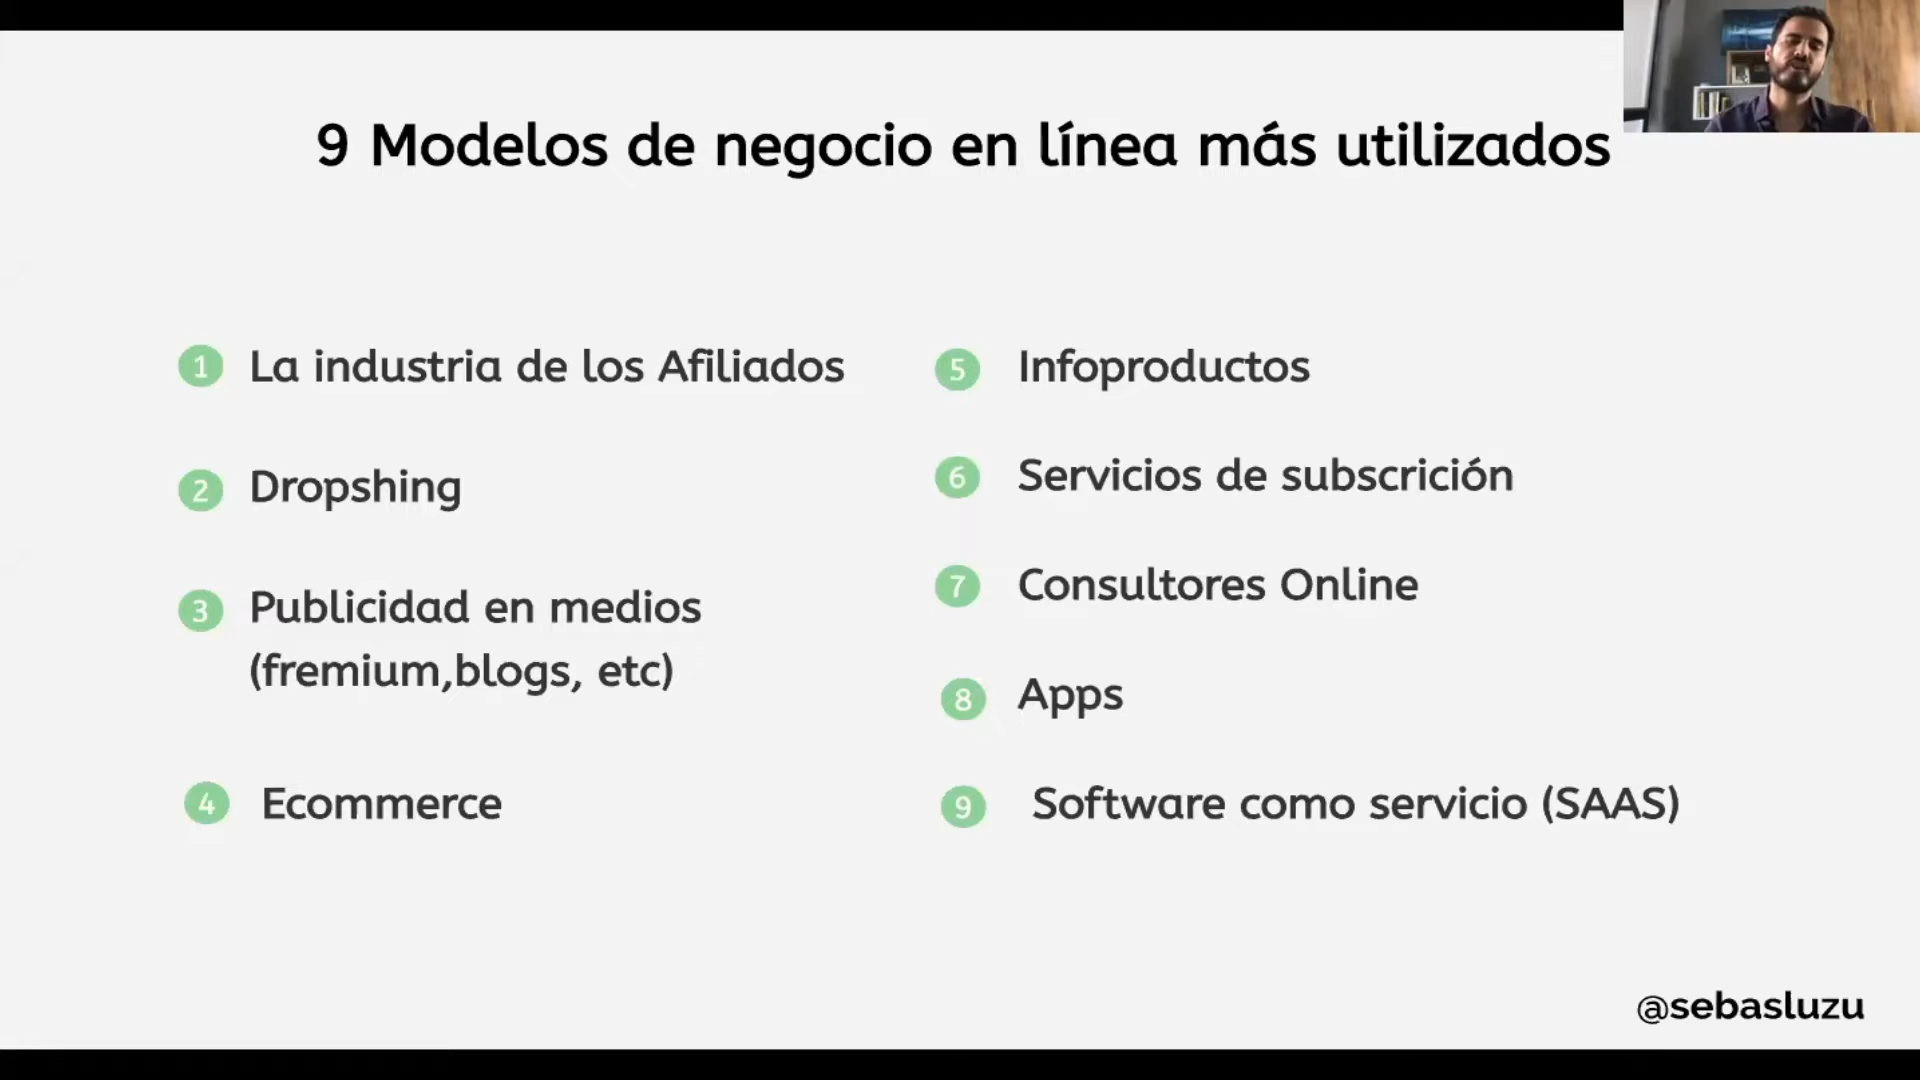 9 Modelos de negocio en línea más utilizados
1 La industria de los Afiliados
2 Dropshing
3 Publicidad en medios
(fremium,blogs, etc)
4 Ecommerce
5 Infoproductos
6 Servicios de subscrición
7 Consultores Online
8 Apps
9 Software como servicio (SAAS)
@sebasluzu